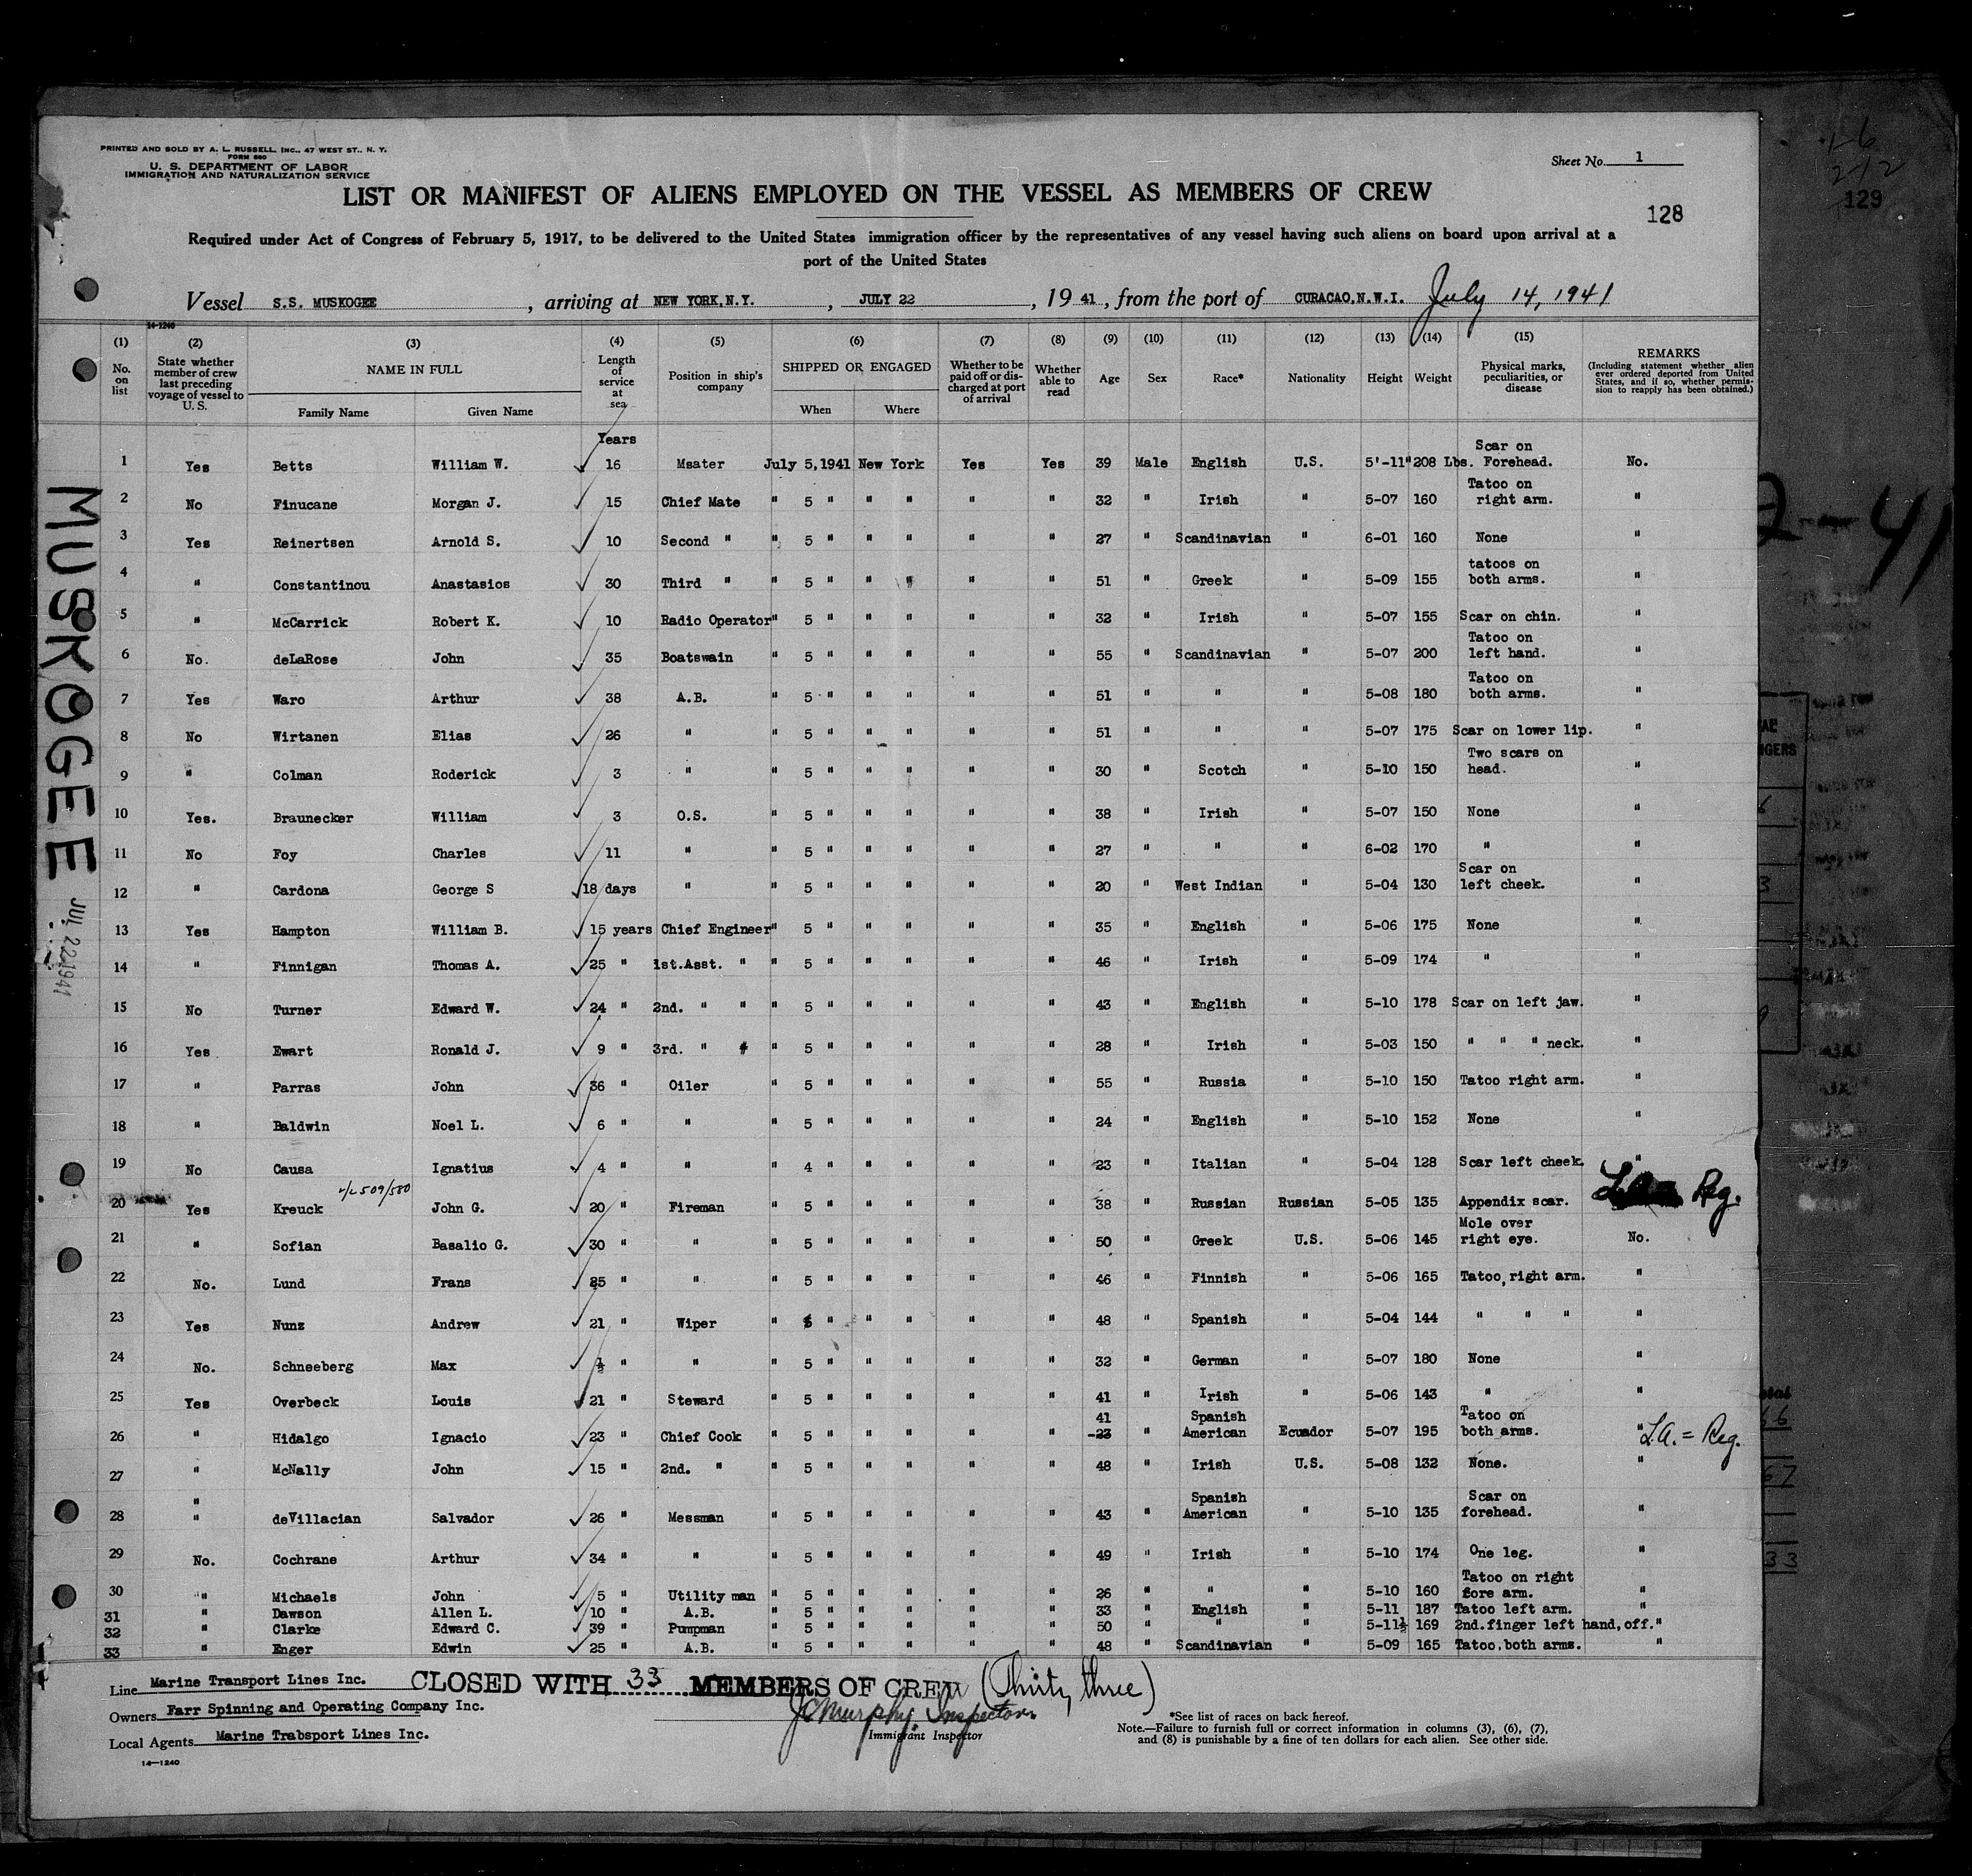 PRINTED AND SOLD BY A. L. RUSSELL, INC., 47 WEST ST., N. Y.
FORM 680
U. S. DEPARTMENT OF LABOR
IMMIGRATION AND NATURALIZATION SERVICE
Sheet No. 1
LIST OR MANIFEST OF ALIENS EMPLOYED ON THE VESSEL AS MEMBERS OF CREW
128
129
Required under Act of Congress of February 5, 1917, to be delivered to the United States immigration officer by the representatives of any vessel having such aliens on board upon arrival at a
port of the United States
Vessel S.S. MUSKOGEE, arriving at NEW YORK,N.Y., JULY 22, 19 41, from the port of CURACAO,N.W.I. July 14, 1941
14-1240
(1) No. on list
(2) State whether member of crew last preceding voyage of vessel to U. S.
(3) NAME IN FULL Family Name Given Name
(4) Length of service at sea
(5) Position in ship's company
(6) SHIPPED OR ENGAGED When Where
(7) Whether to be paid off or discharged at port of arrival
(8) Whether able to read
(9) Age
(10) Sex
(11) Race*
(12) Nationality
(13) Height
(14) Weight
(15) Physical marks, peculiarities, or disease
REMARKS (Including statement whether alien ever ordered deported from United States, and if so, whether permission to reapply has been obtained.)
Years
1 Yes Betts William W. 16 Msater July 5,1941 New York Yes Yes 39 Male English U.S. 5'-11" 208 Lbs. Scar on Forehead. No.
2 No Finucane Morgan J. 15 Chief Mate " 5 " " " " " 32 " Irish " 5-07 160 Tatoo on right arm. "
3 Yes Reinertsen Arnold S. 10 Second " " 5 " " " " " 27 " Scandinavian " 6-01 160 None "
4 " Constantinou Anastasios 30 Third " " 5 " " " " " 51 " Greek " 5-09 155 tatoos on both arms. "
5 " McCarrick Robert K. 10 Radio Operator " 5 " " " " " 32 " Irish " 5-07 155 Scar on chin. "
6 No. deLaRose John 35 Boatswain " 5 " " " " " 55 " Scandinavian " 5-07 200 Tatoo on left hand. "
7 Yes Waro Arthur 38 A.B. " 5 " " " " " 51 " " " 5-08 180 Tatoo on both arms. "
8 No Wirtanen Elias 26 " " 5 " " " " " 51 " " " 5-07 175 Scar on lower lip. "
9 " Colman Roderick 3 " " 5 " " " " " 30 " Scotch " 5-10 150 Two scars on head. "
10 Yes. Braunecker William 3 O.S. " 5 " " " " " 38 " Irish " 5-07 150 None "
11 No Foy Charles 11 " " 5 " " " " " 27 " " " 6-02 170 " "
12 " Cardona George S 18 days " " 5 " " " " " 20 " West Indian " 5-04 130 Scar on left cheek. "
13 Yes Hampton William B. 15 years Chief Engineer " 5 " " " " " 35 " English " 5-06 175 None "
14 " Finnigan Thomas A. 25 " 1st.Asst. " " 5 " " " " " 46 " Irish " 5-09 174 " "
15 No Turner Edward W. 24 " 2nd. " " " 5 " " " " " 43 " English " 5-10 178 Scar on left jaw. "
16 Yes Ewart Ronald J. 9 " 3rd. " " " 5 " " " " " 28 " Irish " 5-03 150 " " " neck. "
17 " Parras John 36 " Oiler " 5 " " " " " 55 " Russia " 5-10 150 Tatoo right arm. "
18 " Baldwin Noel L. 6 " " " 5 " " " " " 24 " English " 5-10 152 None "
19 No Causa Ignatius 4 " " " 4 " " " " " 23 " Italian " 5-04 128 Scar left cheek. "
20 Yes Kreuck John G. 20 " Fireman " 5 " " " " " 38 " Russian Russian 5-05 135 Appendix scar. Reg.
21 " Sofian Basalio G. 30 " " " 5 " " " " " 50 " Greek U.S. 5-06 145 Mole over right eye. No.
22 No. Lund Frans 25 " " " 5 " " " " " 46 " Finnish " 5-06 165 Tatoo,right arm. "
23 Yes Nunz Andrew 21 " Wiper " 5 " " " " " 48 " Spanish " 5-04 144 " " " "
24 No. Schneeberg Max ½ " " " 5 " " " " " 32 " German " 5-07 180 None "
25 Yes Overbeck Louis 21 " Steward " 5 " " " " " 41 " Irish " 5-06 143 " "
26 " Hidalgo Ignacio 23 " Chief Cook " 5 " " " " " 41 23 " Spanish American Ecuador 5-07 195 Tatoo on both arms. " L.A. = Reg.
27 " McNally John 15 " 2nd. " " 5 " " " " " 48 " Irish U.S. 5-08 132 None. "
28 " " deVillacian Salvador 26 " Messman " 5 " " " " " 43 " Spanish American " 5-10 135 Scar on forehead. "
29 No. Cochrane Arthur 34 " " " 5 " " " " " 49 " Irish " 5-10 174 One leg. "
30 " Michaels John 5 " Utility man " 5 " " " " " 26 " " " 5-10 160 Tatoo on right fore arm. "
31 " Dawson Allen L. 10 " A.B. " 5 " " " " " 33 " English " 5-11 187 Tatoo left arm. "
32 " Clarke Edward C. 39 " Pumpman " 5 " " " " " 50 " " " 5-11½ 169 2nd.finger left hand,off. "
33 " Enger Edwin 25 " A.B. " 5 " " " " " 48 " Scandinavian " 5-09 165 Tatoo,both arms. "
MUSKOGEE
JUL 22 1941
Line Marine Transport Lines Inc.
CLOSED WITH 33 MEMBERS OF CREW (Thirty three)
Owners Farr Spinning and Operating Company Inc.
JC Murphy Inspector
Immigrant Inspector
Local Agents Marine Trabsport Lines Inc.
14—1240
*See list of races on back hereof.
Note.—Failure to furnish full or correct information in columns (3), (6), (7),
and (8) is punishable by a fine of ten dollars for each alien. See other side.